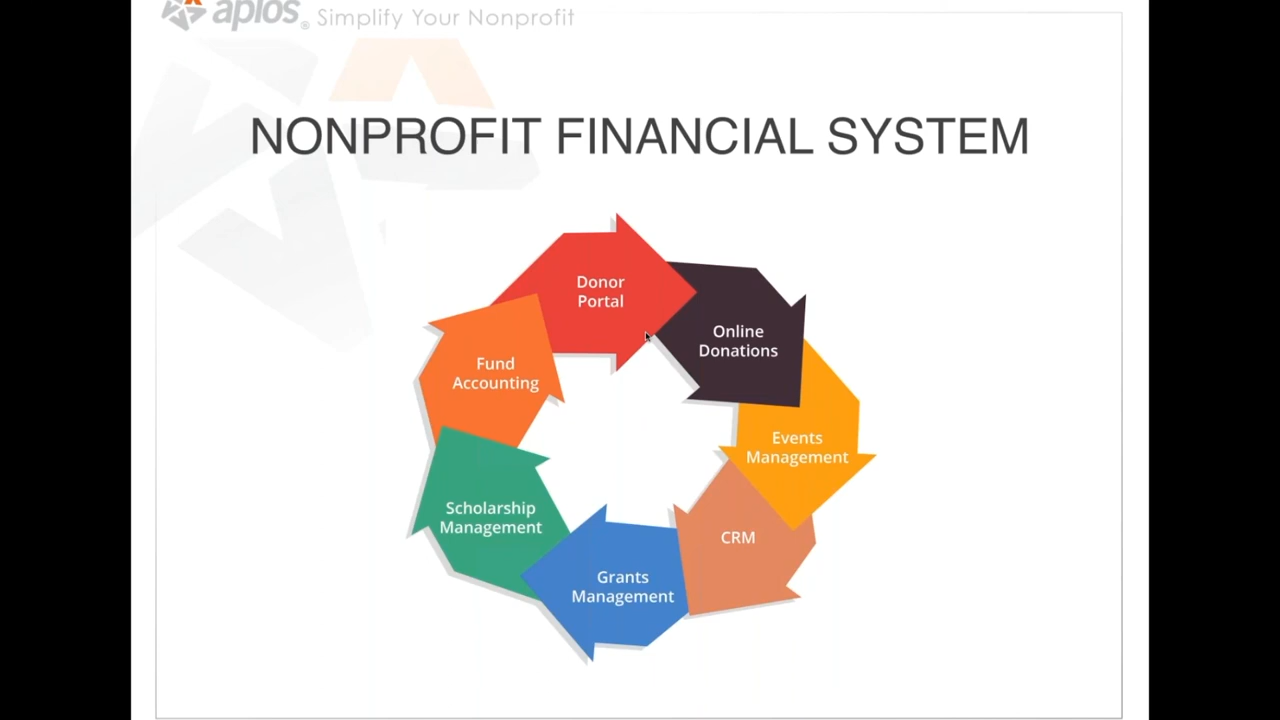 aplos® Simplify Your Nonprofit
NONPROFIT FINANCIAL SYSTEM
Donor
Portal
Online
Donations
Events
Management
CRM
Grants
Management
Scholarship
Management
Fund
Accounting